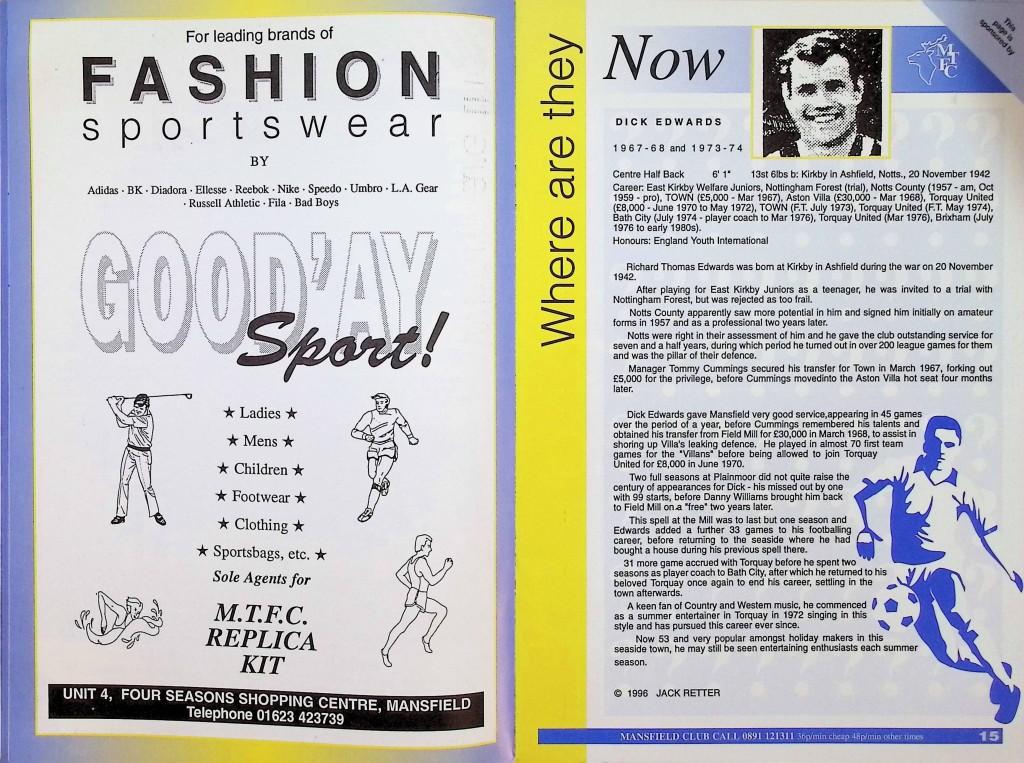 For leading brands of
FASHION
sportswear
BY
Adidas · BK · Diadora · Ellesse · Reebok · Nike · Speedo · Umbro · L.A. Gear
· Russell Athletic · Fila · Bad Boys
GOOD'AY
Sport!
★ Ladies ★
★ Mens ★
★ Children ★
★ Footwear ★
★ Clothing ★
★ Sportsbags, etc. ★
Sole Agents for
M.T.F.C.
REPLICA
KIT
UNIT 4, FOUR SEASONS SHOPPING CENTRE, MANSFIELD
Telephone 01623 423739
Where are they
Now
MTFC
This
page is
sponsored by
DICK EDWARDS
1967-68 and 1973-74
Centre Half Back 6' 1" 13st 6lbs b: Kirkby in Ashfield, Notts., 20 November 1942
Career: East Kirkby Welfare Juniors, Nottingham Forest (trial), Notts County (1957 - am, Oct
1959 - pro), TOWN (£5,000 - Mar 1967), Aston Villa (£30,000 - Mar 1968), Torquay United
(£8,000 - June 1970 to May 1972), TOWN (F.T. July 1973), Torquay United (F.T. May 1974),
Bath City (July 1974 - player coach to Mar 1976), Torquay United (Mar 1976), Brixham (July
1976 to early 1980s).
Honours: England Youth International
Richard Thomas Edwards was born at Kirkby in Ashfield during the war on 20 November
1942.
After playing for East Kirkby Juniors as a teenager, he was invited to a trial with
Nottingham Forest, but was rejected as too frail.
Notts County apparently saw more potential in him and signed him initially on amateur
forms in 1957 and as a professional two years later.
Notts were right in their assessment of him and he gave the club outstanding service for
seven and a half years, during which period he turned out in over 200 league games for them
and was the pillar of their defence.
Manager Tommy Cummings secured his transfer for Town in March 1967, forking out
£5,000 for the privilege, before Cummings movedinto the Aston Villa hot seat four months
later.
Dick Edwards gave Mansfield very good service,appearing in 45 games
over the period of a year, before Cummings remembered his talents and
obtained his transfer from Field Mill for £30,000 in March 1968, to assist in
shoring up Villa's leaking defence. He played in almost 70 first team
games for the "Villans" before being allowed to join Torquay
United for £8,000 in June 1970.
Two full seasons at Plainmoor did not quite raise the
century of appearances for Dick - his missed out by one
with 99 starts, before Danny Williams brought him back
to Field Mill on a "free" two years later.
This spell at the Mill was to last but one season and
Edwards added a further 33 games to his footballing
career, before returning to the seaside where he had
bought a house during his previous spell there.
31 more game accrued with Torquay before he spent two
seasons as player coach to Bath City, after which he returned to his
beloved Torquay once again to end his career, settling in the
town afterwards.
A keen fan of Country and Western music, he commenced
as a summer entertainer in Torquay in 1972 singing in this
style and has pursued this career ever since.
Now 53 and very popular amongst holiday makers in this
seaside town, he may still be seen entertaining enthusiasts each summer
season.
© 1996 JACK RETTER
MANSFIELD CLUB CALL 0891 121311 36p/min cheap 48p/min other times
15